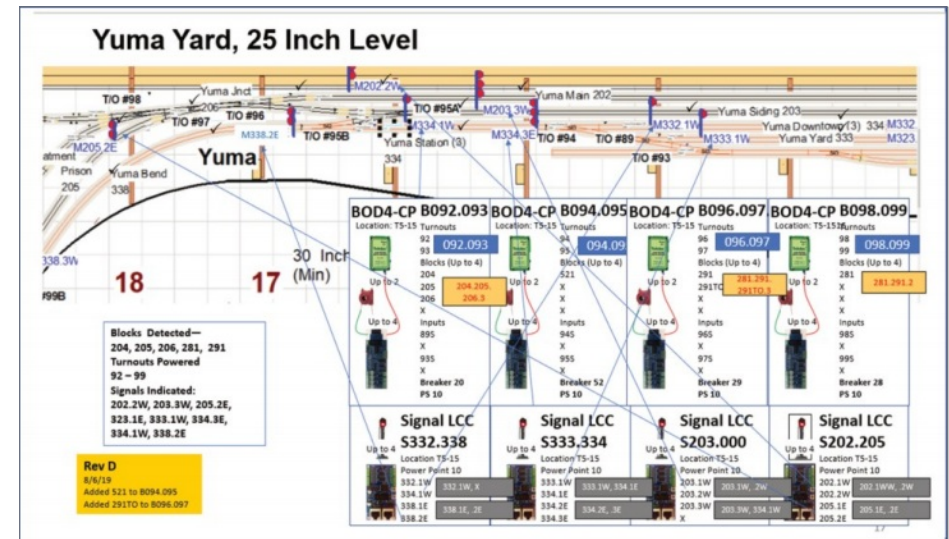 Yuma Yard, 25 Inch Level
Yuma Jnct
206
M202.2W
T/O #98
T/O #97
T/O #96
M338.2E
T/O #95B
T/O #95A
M334.1W
M203.3W
M334.3E
Yuma Main 202
T/O #94
T/O #89
T/O #93
M332.1W
M333.1W
Yuma Siding 203
Yuma Downtown (3) 334
Yuma Yard 333
M332
M323
M205.2E
Yuma Station (3)
334
Yuma
Prison
205
Yuma Bend
338
338.3W
#99B
18
17
30 Inch
(Min)
BOD4-CP B092.093
Location: T5-15
Turnouts
92
93
092.093
Blocks (Up to 4)
204
205
206
X
204.205.
206.3
Up to 2
Up to 4
Inputs
895
X
935
X
Breaker 20
PS 10
BOD4-CP B094.095
Location: T5-15
Turnouts
94
95
094.09
Blocks (Up to 4)
521
X
X
X
Up to 2
Up to 4
Inputs
945
X
955
X
Breaker 52
PS 10
BOD4-CP B096.097
Location: T5-15
Turnouts
96
97
096.097
Blocks (Up to 4)
291
291TO
X
X
281.291.
291TO.3
Up to 2
Up to 4
Inputs
965
X
975
X
Breaker 29
PS 10
BOD4-CP B098.099
Turnouts
98
99
098.099
Blocks (Up to 4)
281
X
X
X
281.291.2
Up to 2
Up to 4
Inputs
985
X
995
X
Breaker 28
PS 10
Blocks Detected—
204, 205, 206, 281, 291
Turnouts Powered
92 – 99
Signals Indicated:
202.2W, 203.3W, 205.2E,
323.1E, 333.1W, 334.3E,
334.1W, 338.2E
Rev D
8/6/19
Added 521 to B094.095
Added 291TO to B096.097
Signal LCC
S332.338
Up to 4
Location T5-15
Power Point 10
332.1W
334.1W
338.1E
338.2E
332.1W, X
338.1E, .2E
Signal LCC
S333.334
Up to 4
Location T5-15
Power Point 10
333.1W
334.1E
334.2E
334.3E
333.1W, 334.1E
334.2E, .3E
Signal LCC
S203.000
Up to 4
Location T5-15
Power Point 10
203.1W
203.2W
203.3W
X
203.1W, .2W
203.3W, 334.1W
Signal LCC
S202.205
Up to 4
Location T5-15
Power Point 10
202.1W
202.2W
205.1E
205.2E
202.1WW, .2W
205.1E, .2E
17